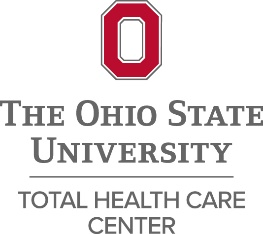 THE OHIO STATE
UNIVERSITY
TOTAL HEALTH CARE
CENTER